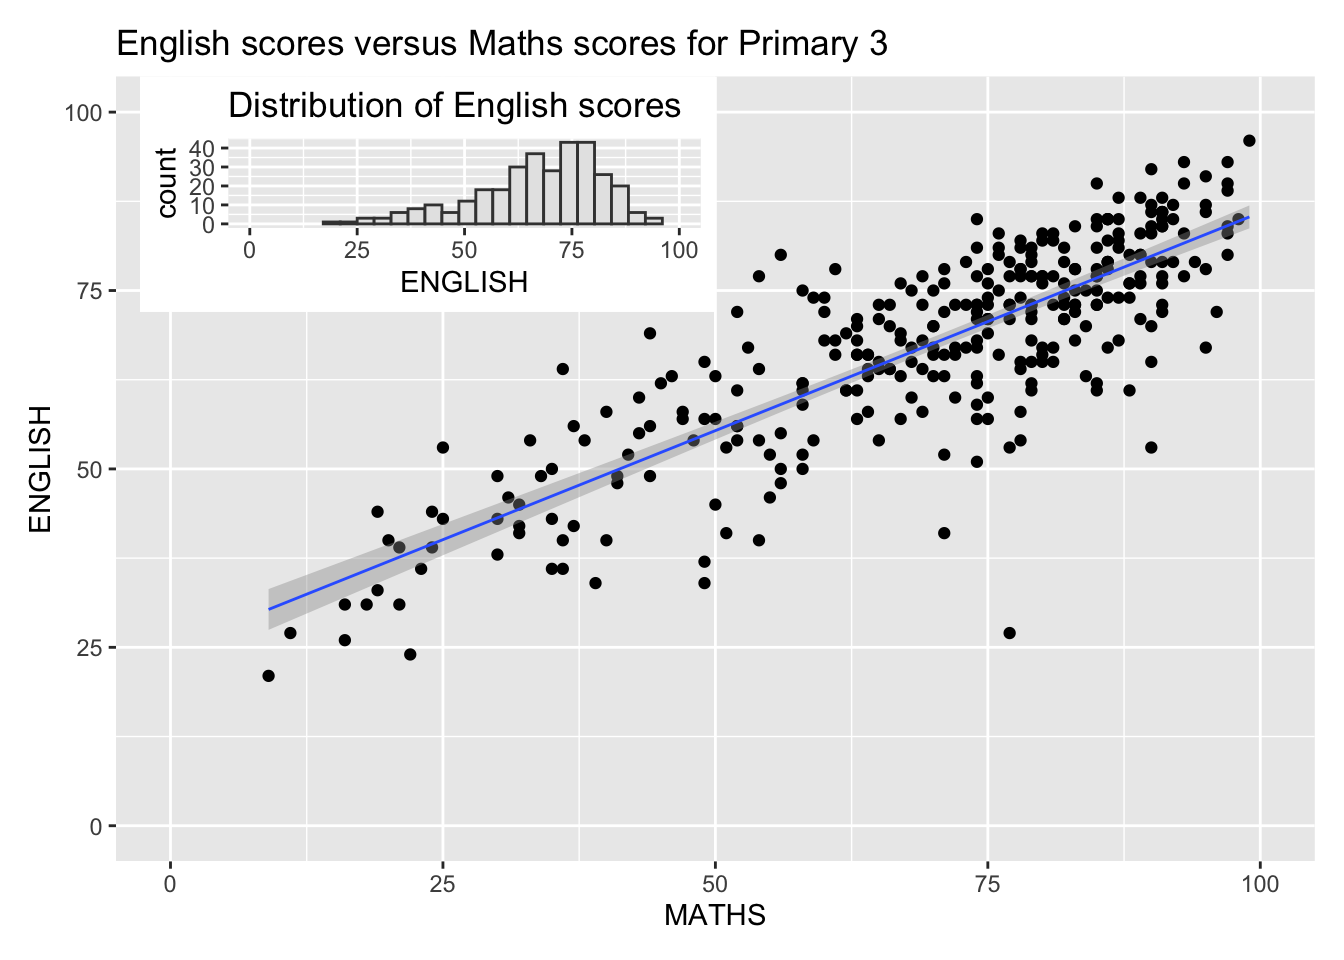 English scores versus Maths scores for Primary 3
Distribution of English scores
count
40
30
20
10
0
0 25 50 75 100
ENGLISH
ENGLISH
100
75
50
25
0
0 25 50 75 100
MATHS